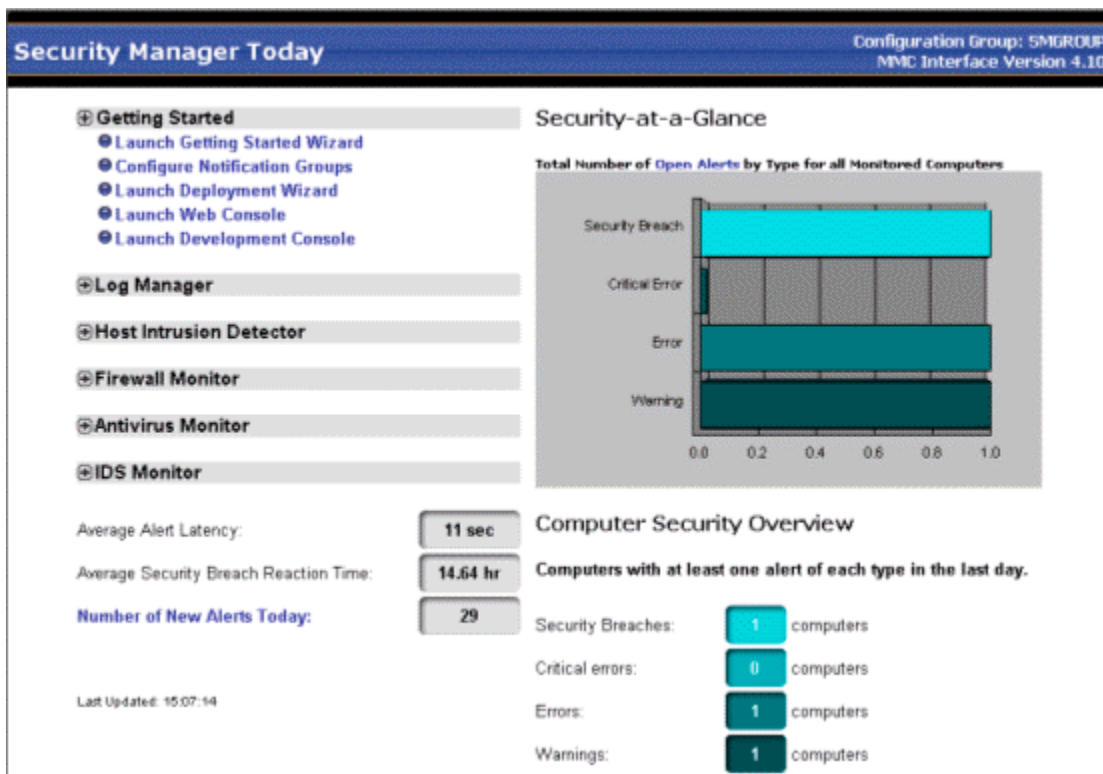 Security Manager Today
Configuration Group: SMGROUP
MMC Interface Version 4.10
Getting Started
Launch Getting Started Wizard
Configure Notification Groups
Launch Deployment Wizard
Launch Web Console
Launch Development Console
Log Manager
Host Intrusion Detector
Firewall Monitor
Antivirus Monitor
IDS Monitor
Average Alert Latency: 11 sec
Average Security Breach Reaction Time: 14.64 hr
Number of New Alerts Today: 29
Last Updated: 15:07:14
Security-at-a-Glance
Total Number of Open Alerts by Type for all Monitored Computers
Security Breach
Critical Error
Error
Warning
0.0 0.2 0.4 0.6 0.8 1.0
Computer Security Overview
Computers with at least one alert of each type in the last day.
Security Breaches: 1 computers
Critical errors: 0 computers
Errors: 1 computers
Warnings: 1 computers